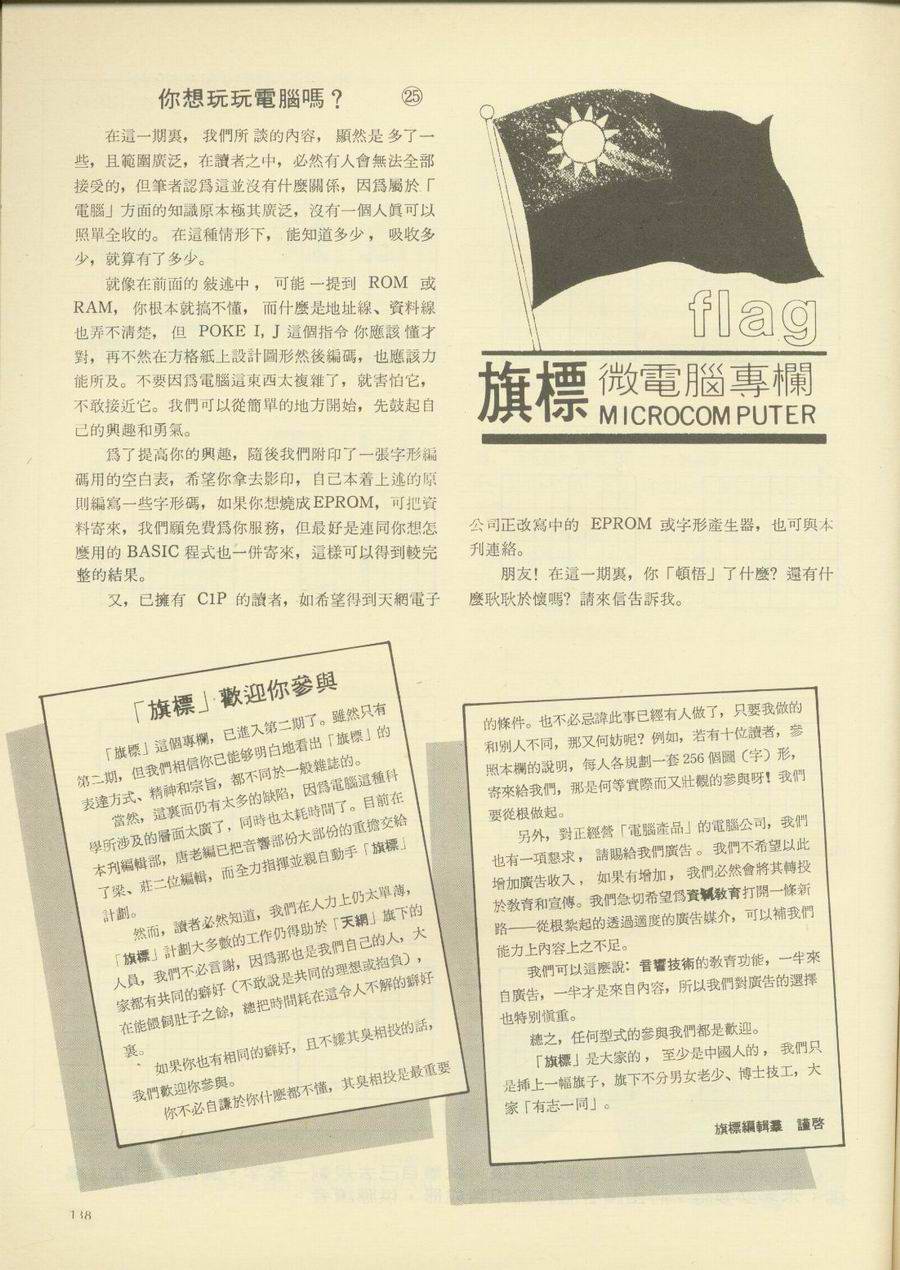 你想玩玩電腦嗎？ ㉕
在這一期裏， 我們所 談的內容， 顯然是 多了一
些，且範圍廣泛，在讀者之中，必然有人會無法全部
接受的，但筆者認爲這並沒有什麼關係，因爲屬於「
電腦」方面的知識原本極其廣泛，沒有一個人眞可以
照單全收的。 在這種情形下， 能知道多少， 吸收多
少，就算有了多少。
就像在前面的 敍述中， 可能 一提到 ROM 或
RAM， 你根本就搞不懂， 而什麼是地址線、資料線
也弄不清楚， 但 POKE I, J 這個指令 你應該 懂才
對，再不然在方格紙上設計圖形然後編碼，也應該力
能所及。不要因爲電腦這東西太複雜了，就害怕它，
不敢接近它。我們可以從簡單的地方開始，先鼓起自
己的興趣和勇氣。
爲了提高你的興趣，隨後我們附印了一張字形編
碼用的空白表，希望你拿去影印，自己本着上述的原
則編寫一些字形碼，如果你想燒成 EPROM，可把資
料寄來，我們願免費爲你服務，但最好是連同你想怎
麼用的 BASIC 程式也一併寄來，這樣可以得到較完
整的結果。
又，已擁有 C1P 的讀者，如希望得到天網電子
flag
旗標 微電腦專欄
MICROCOMPUTER
公司正改寫中的 EPROM 或字形產生器，也可與本
刋連絡。
朋友！在這一期裏，你「頓悟」了什麼？還有什
麼耿耿於懷嗎？請來信告訴我。
「旗標」歡迎你參與
「旗標」這個專欄，已進入第二期了。雖然只有
第二期，但我們相信你已能够明白地看出「旗標」的
表達方式、精神和宗旨，都不同於一般雜誌的。
當然，這裏面仍有太多的缺陷，因爲電腦這種科
學所涉及的層面太廣了，同時也太耗時間了。目前在
本刋編輯部，唐老編已把音響部份大部份的重擔交給
了梁、莊二位編輯，而全力指揮並親自動手「旗標」
計劃。
然而，讀者必然知道，我們在人力上仍太單薄，
「旗標」計劃大多數的工作仍得助於「天網」旗下的
人員，我們不必言謝，因爲那也是我們自己的人，大
家都有共同的癖好（不敢說是共同的理想或抱負），
在能餵飼肚子之餘，總把時間耗在這令人不解的癖好
裏。
如果你也有相同的癖好，且不嫌其臭相投的話，
我們歡迎你參與。
你不必自謙於你什麼都不懂，其臭相投是最重要
的條件。也不必忌諱此事已經有人做了，只要我做的
和別人不同，那又何妨呢？例如，若有十位讀者，參
照本欄的說明，每人各規劃一套 256 個圖（字）形，
寄來給我們，那是何等實際而又壯觀的參與呀！我們
要從根做起。
另外，對正經營「電腦產品」的電腦公司，我們
也有一項懇求， 請賜給我們廣告 。 我們不希望以此
增加廣告收入， 如果有增加， 我們必然會將其轉投
於敎育和宣傳。我們急切希望爲資訊敎育打開一條新
路——從根紮起的透過適度的廣告媒介，可以補我們
能力上內容上之不足。
我們可以這麼說：音響技術的敎育功能，一半來
自廣告，一半才是來自內容，所以我們對廣告的選擇
也特別愼重。
總之，任何型式的參與我們都是歡迎。
「旗標」是大家的， 至少是中國人的， 我們只
是揷上一幅旗子，旗下不分男女老少、博士技工，大
家「有志一同」。
旗標編輯羣 謹啓
138